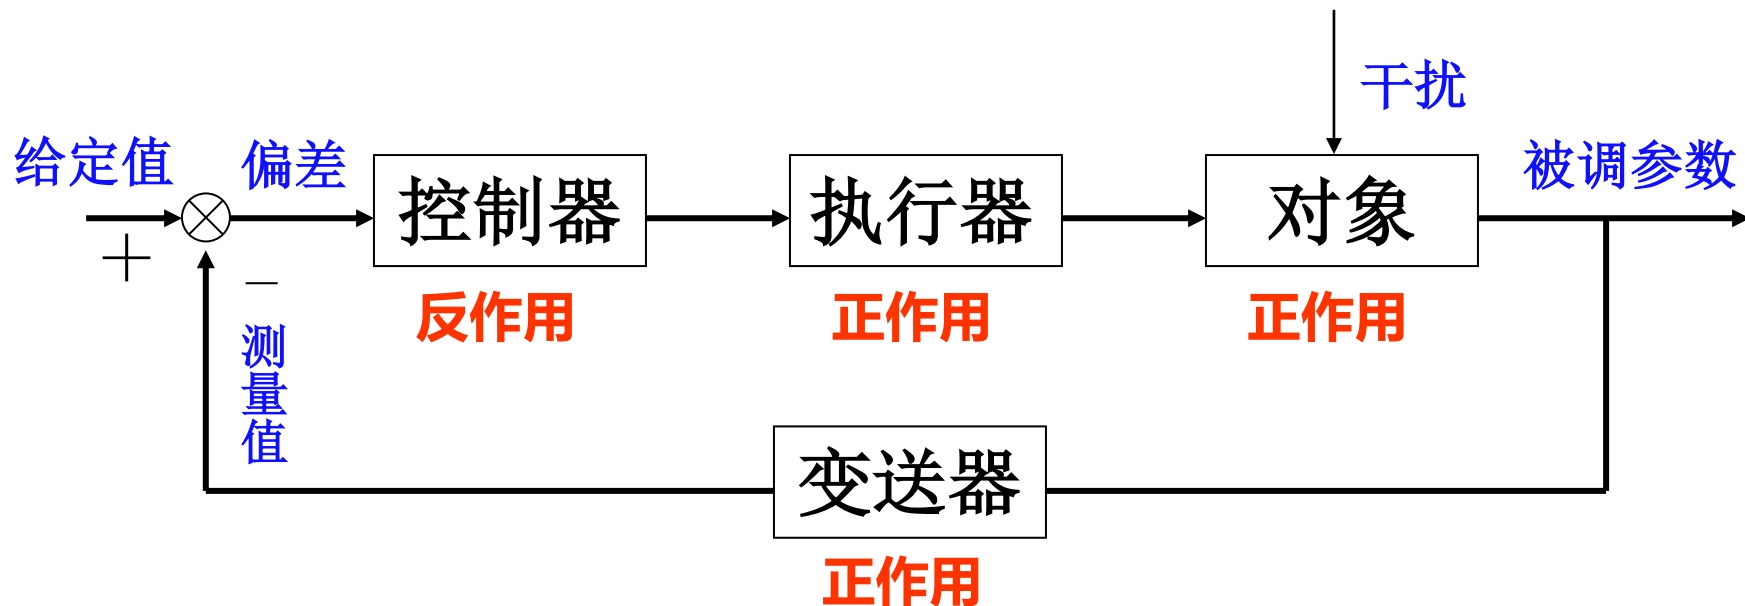 干扰
给定值
偏差
被调参数
控制器
执行器
对象
+
−
反作用
正作用
正作用
测量值
变送器
正作用